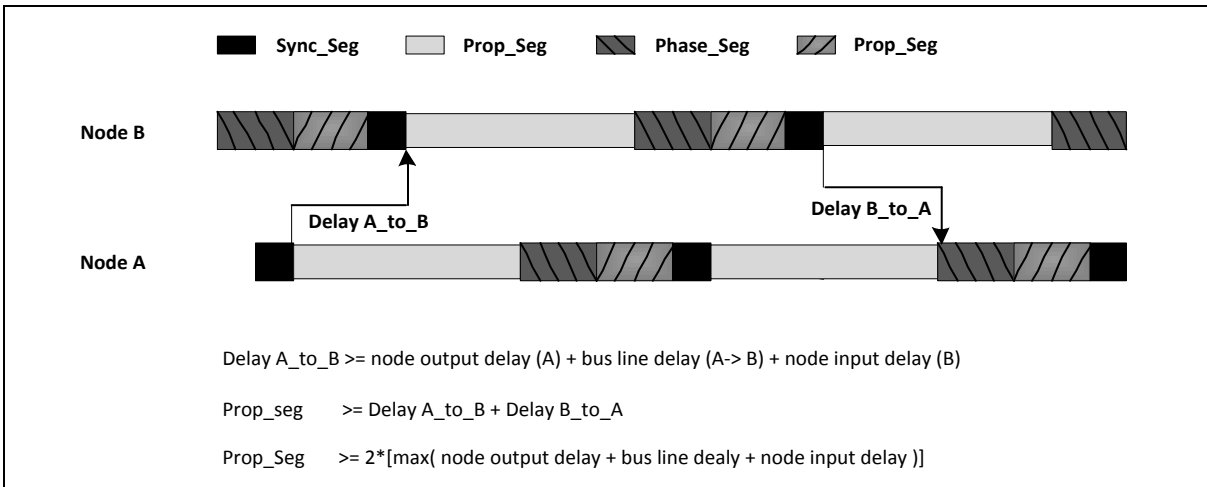 Sync_Seg Prop_Seg Phase_Seg Prop_Seg
Node B
Delay A_to_B
Delay B_to_A
Node A
Delay A_to_B >= node output delay (A) + bus line delay (A-> B) + node input delay (B)
Prop_seg >= Delay A_to_B + Delay B_to_A
Prop_Seg >= 2*[max( node output delay + bus line dealy + node input delay )]